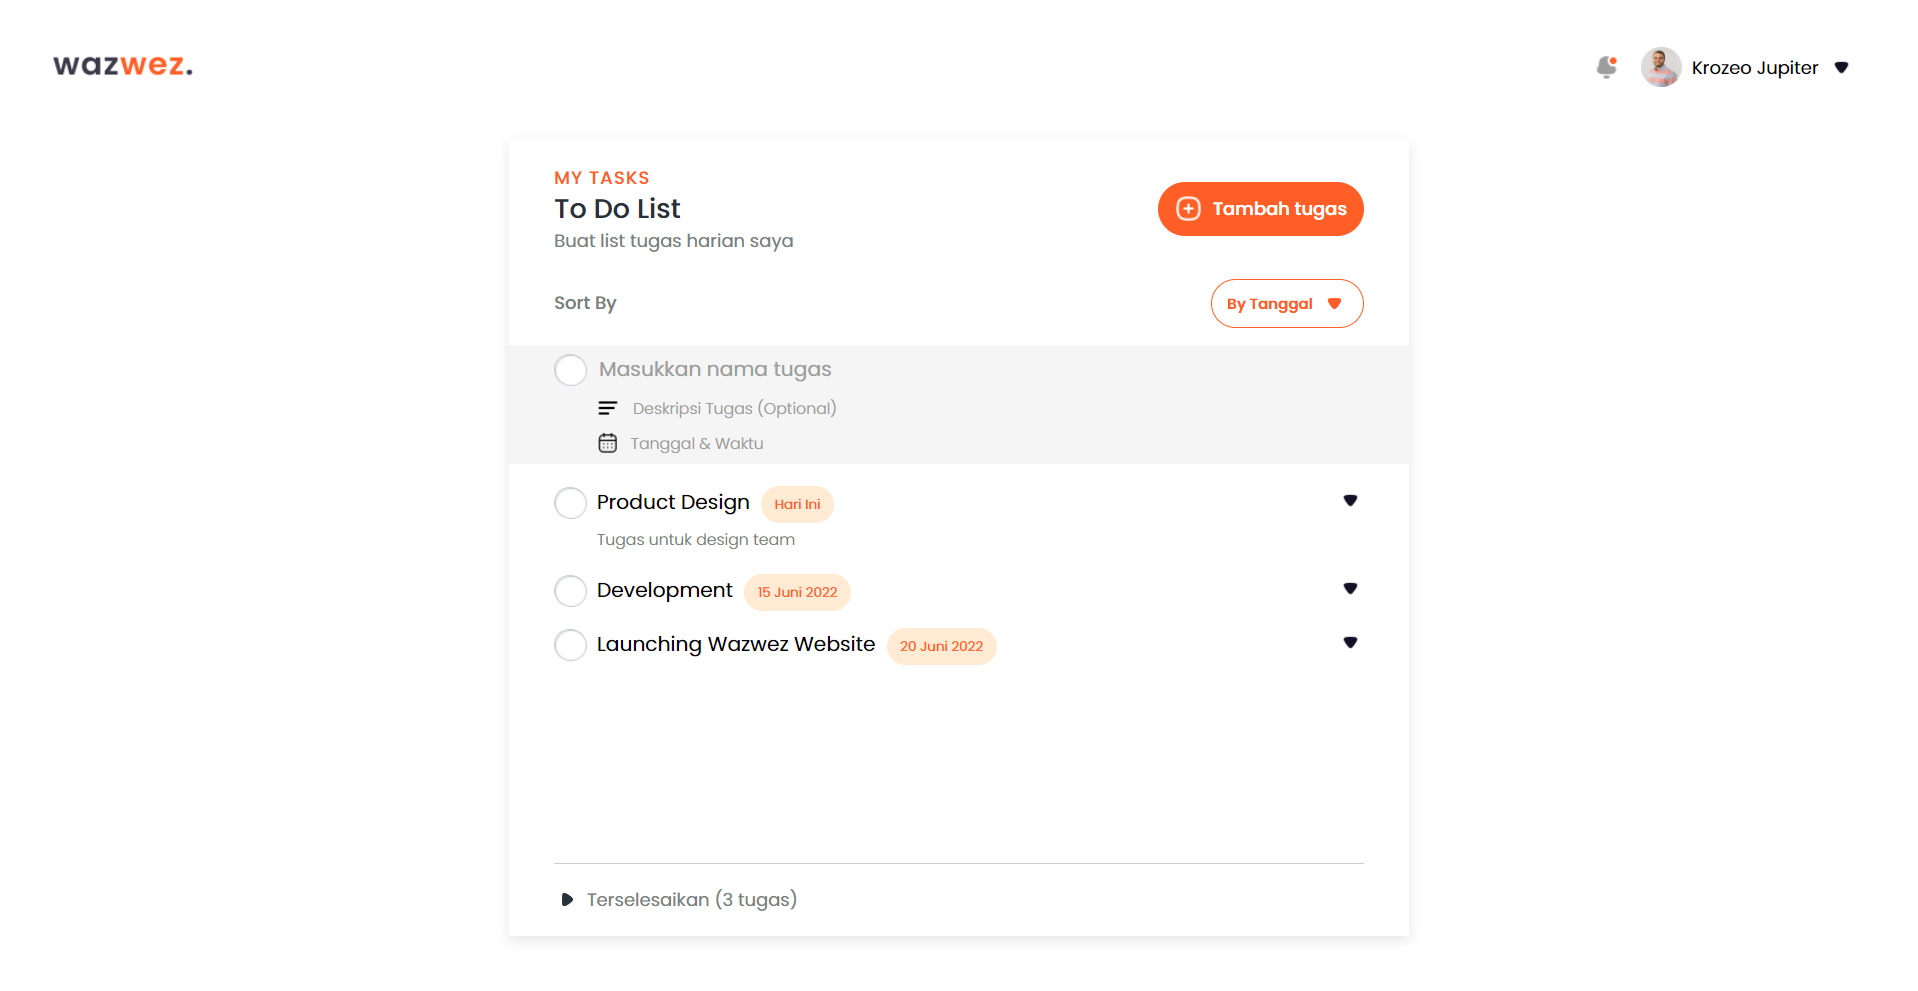 wazwez.
Krozeo Jupiter
MY TASKS
To Do List
Buat list tugas harian saya
Tambah tugas
Sort By
By Tanggal
Masukkan nama tugas
Deskripsi Tugas (Optional)
Tanggal & Waktu
Product Design Hari Ini
Tugas untuk design team
Development 15 Juni 2022
Launching Wazwez Website 20 Juni 2022
Terselesaikan (3 tugas)